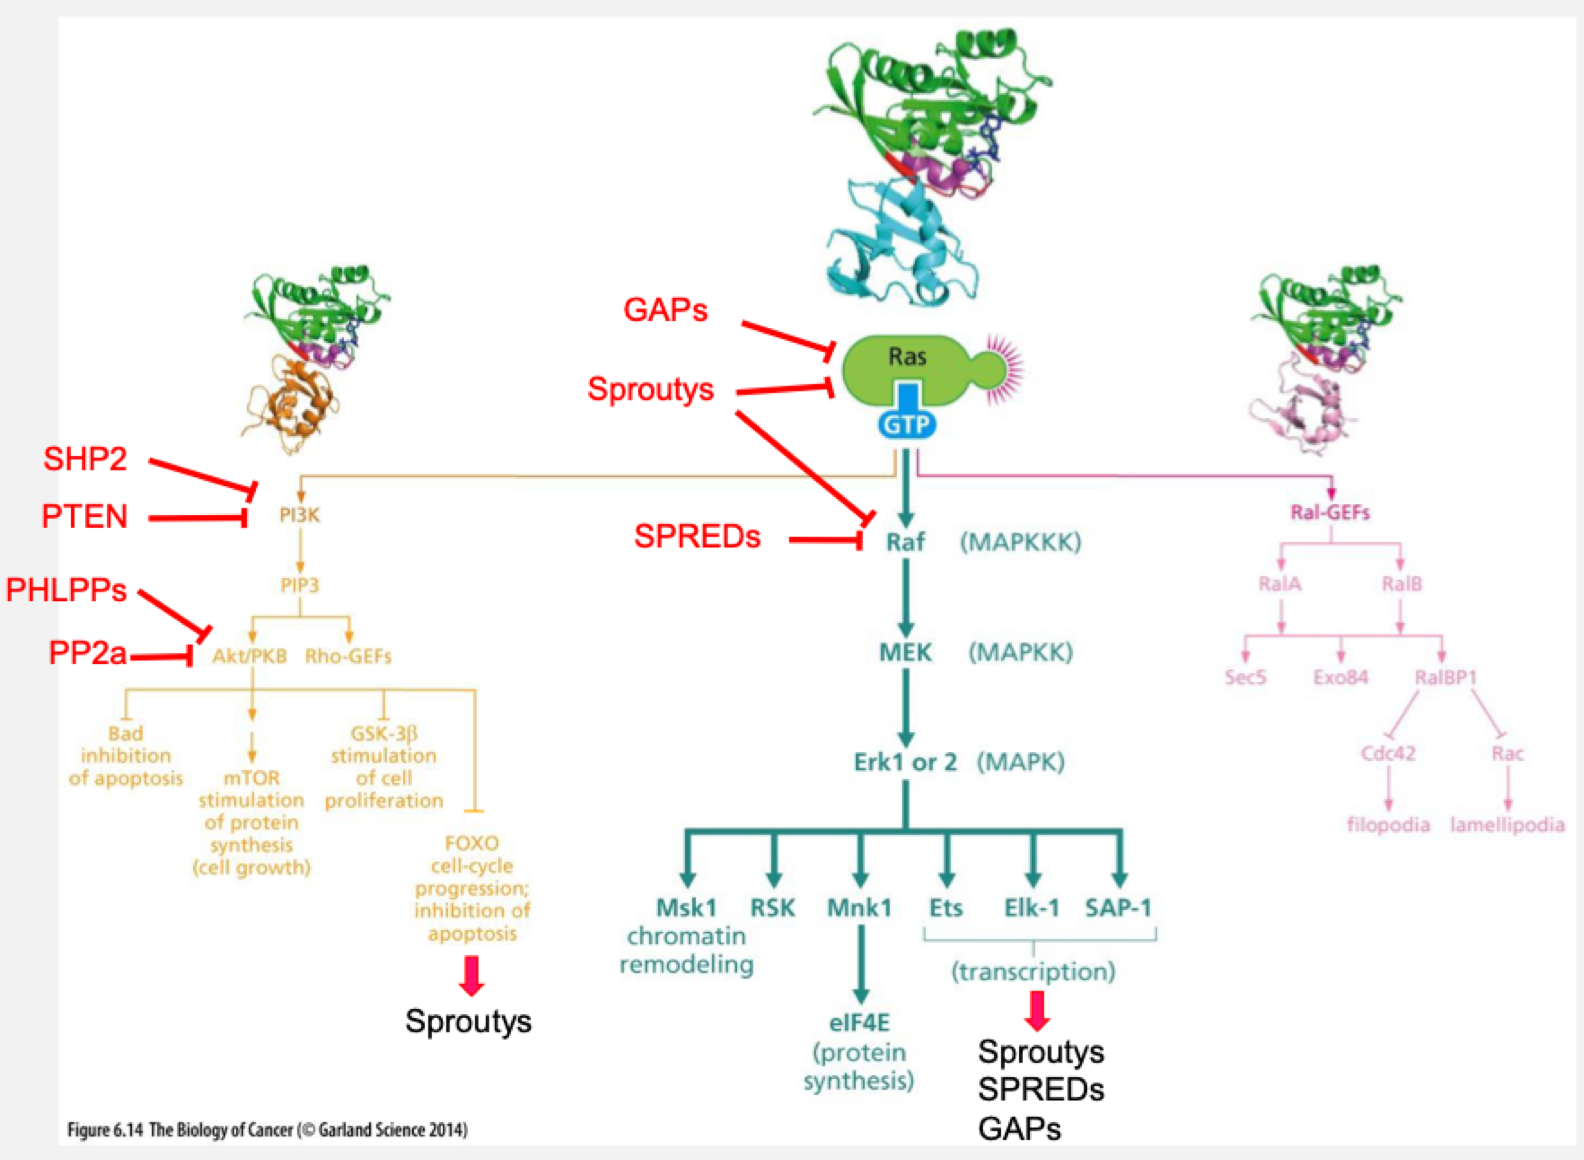 GAPs
Ras
Sproutys
GTP
SHP2
PTEN
PI3K
Ral-GEFs
SPREDs
Raf (MAPKKK)
PHLPPs
PIP3
RalA RalB
PP2a
Akt/PKB Rho-GEFs
MEK (MAPKK)
Sec5 Exo84 RalBP1
Bad
inhibition
of apoptosis
mTOR
stimulation
of protein
synthesis
(cell growth)
GSK-3β
stimulation
of cell
proliferation
FOXO
cell-cycle
progression;
inhibition of
apoptosis
Sproutys
Erk1 or 2 (MAPK)
Cdc42 Rac
filopodia lamellipodia
Msk1
chromatin
remodeling
RSK
Mnk1
eIF4E
(protein
synthesis)
Ets Elk-1 SAP-1
(transcription)
Sproutys
SPREDs
GAPs
Figure 6.14 The Biology of Cancer (© Garland Science 2014)